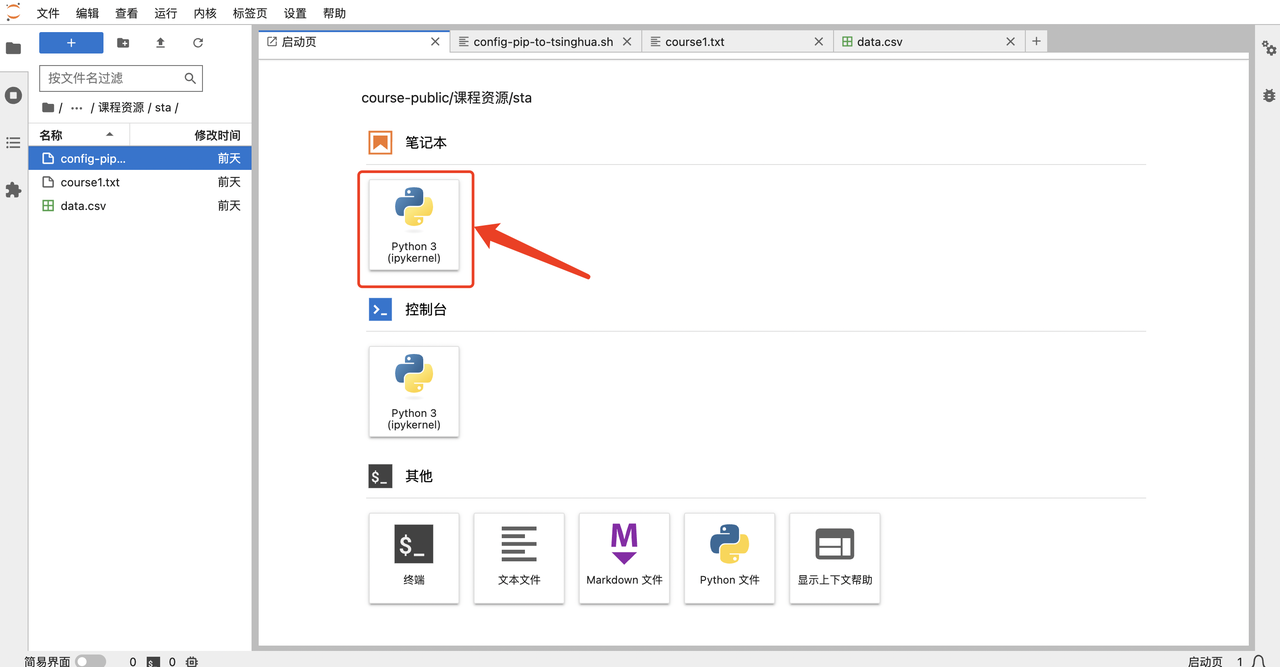 文件 编辑 查看 运行 内核 标签页 设置 帮助
+
启动页 config-pip-to-tsinghua.sh course1.txt data.csv
按文件名过滤
/ ··· / 课程资源 / sta /
名称 修改时间
config-pip... 前天
course1.txt 前天
data.csv 前天
course-public/课程资源/sta
笔记本
Python 3
(ipykernel)
控制台
Python 3
(ipykernel)
$_ 其他
$_
M
终端 文本文件 Markdown 文件 Python 文件 显示上下文帮助
简易界面 0 0 启动页 1